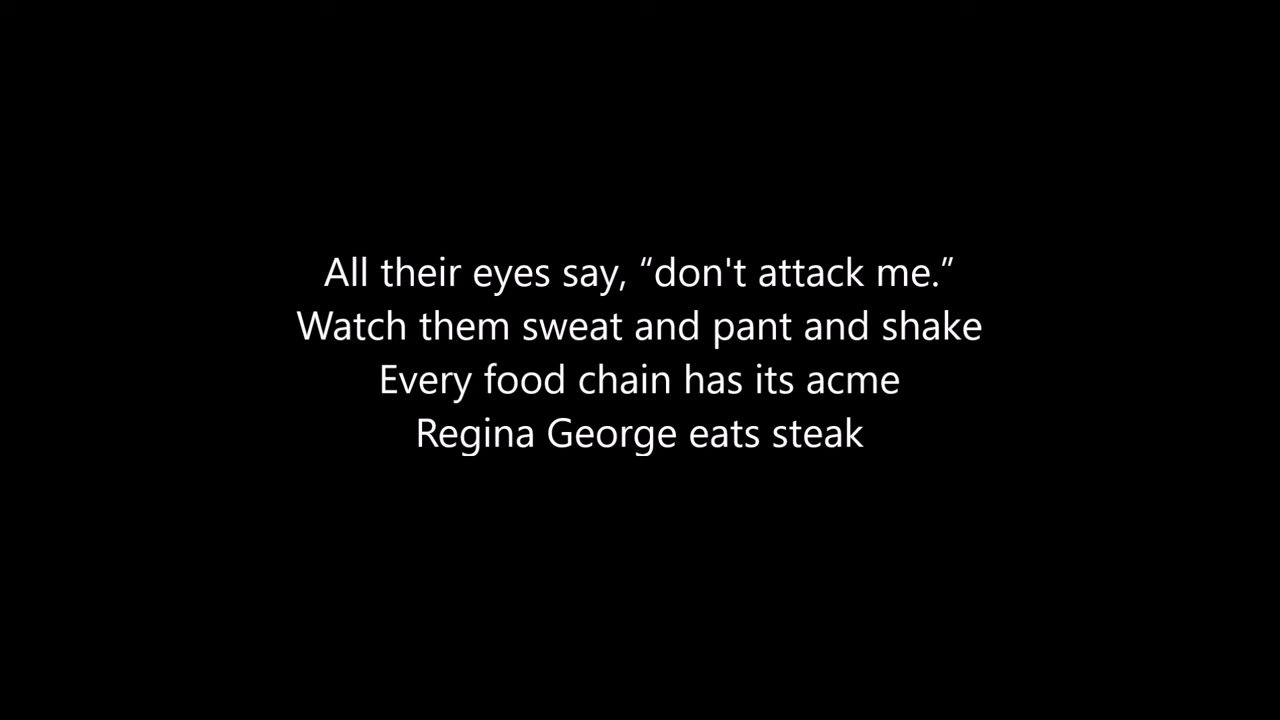 All their eyes say, “don't attack me.”
Watch them sweat and pant and shake
Every food chain has its acme
Regina George eats steak